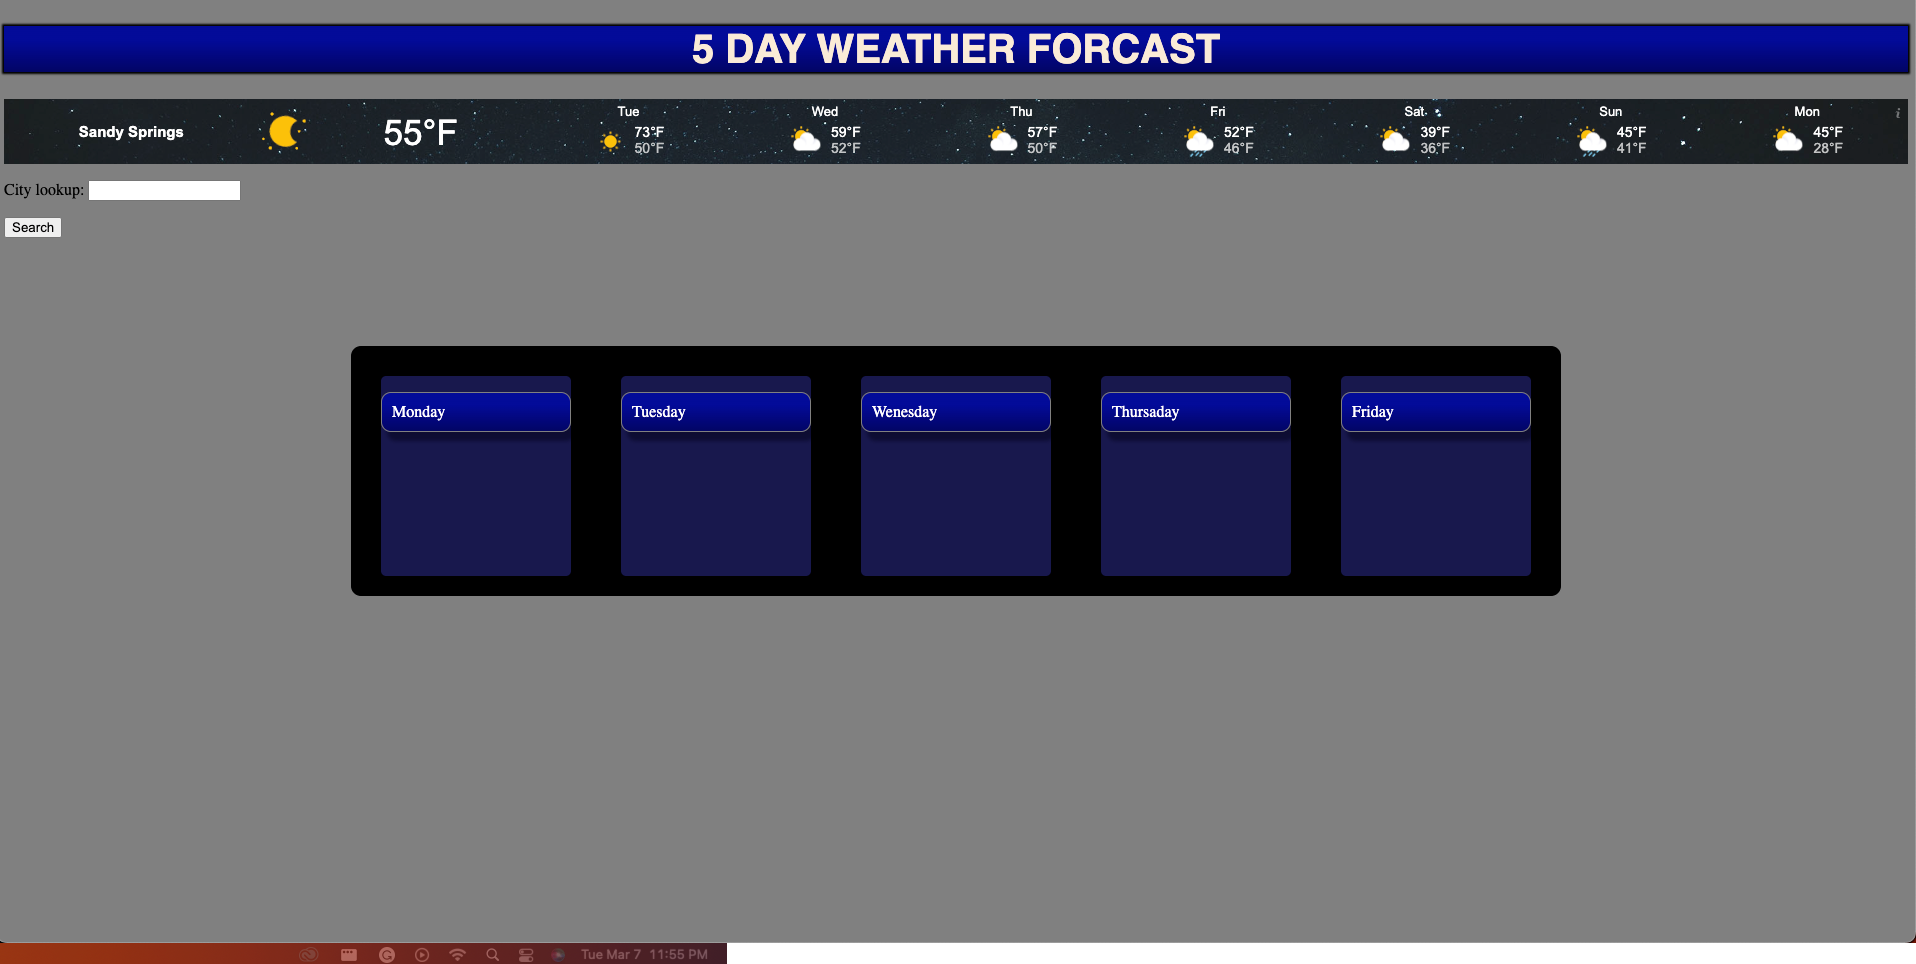 5 DAY WEATHER FORCAST
Sandy Springs 55°F
Tue Wed Thu Fri Sat Sun Mon i
73°F 59°F 57°F 52°F 39°F 45°F 45°F
50°F 52°F 50°F 46°F 36°F 41°F 28°F
City lookup:
Search
Monday Tuesday Wenesday Thursaday Friday
Tue Mar 7 11:55 PM